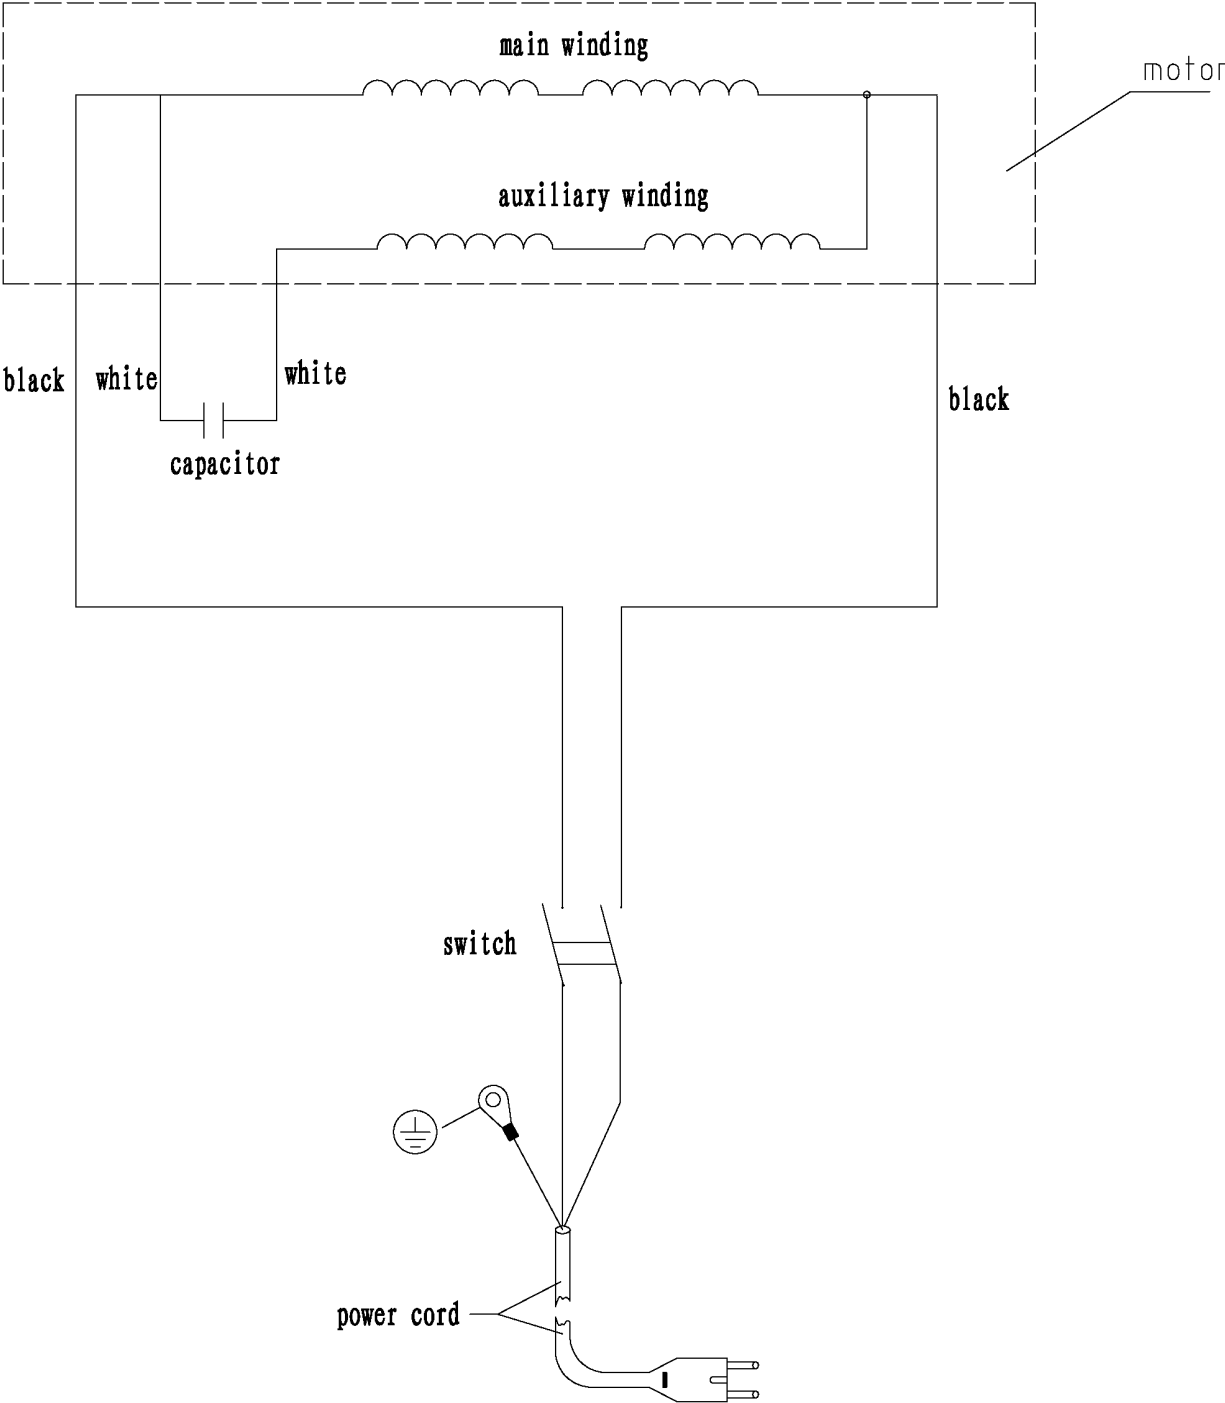 main winding
motor
auxiliary winding
black
white
white
black
capacitor
switch
power cord